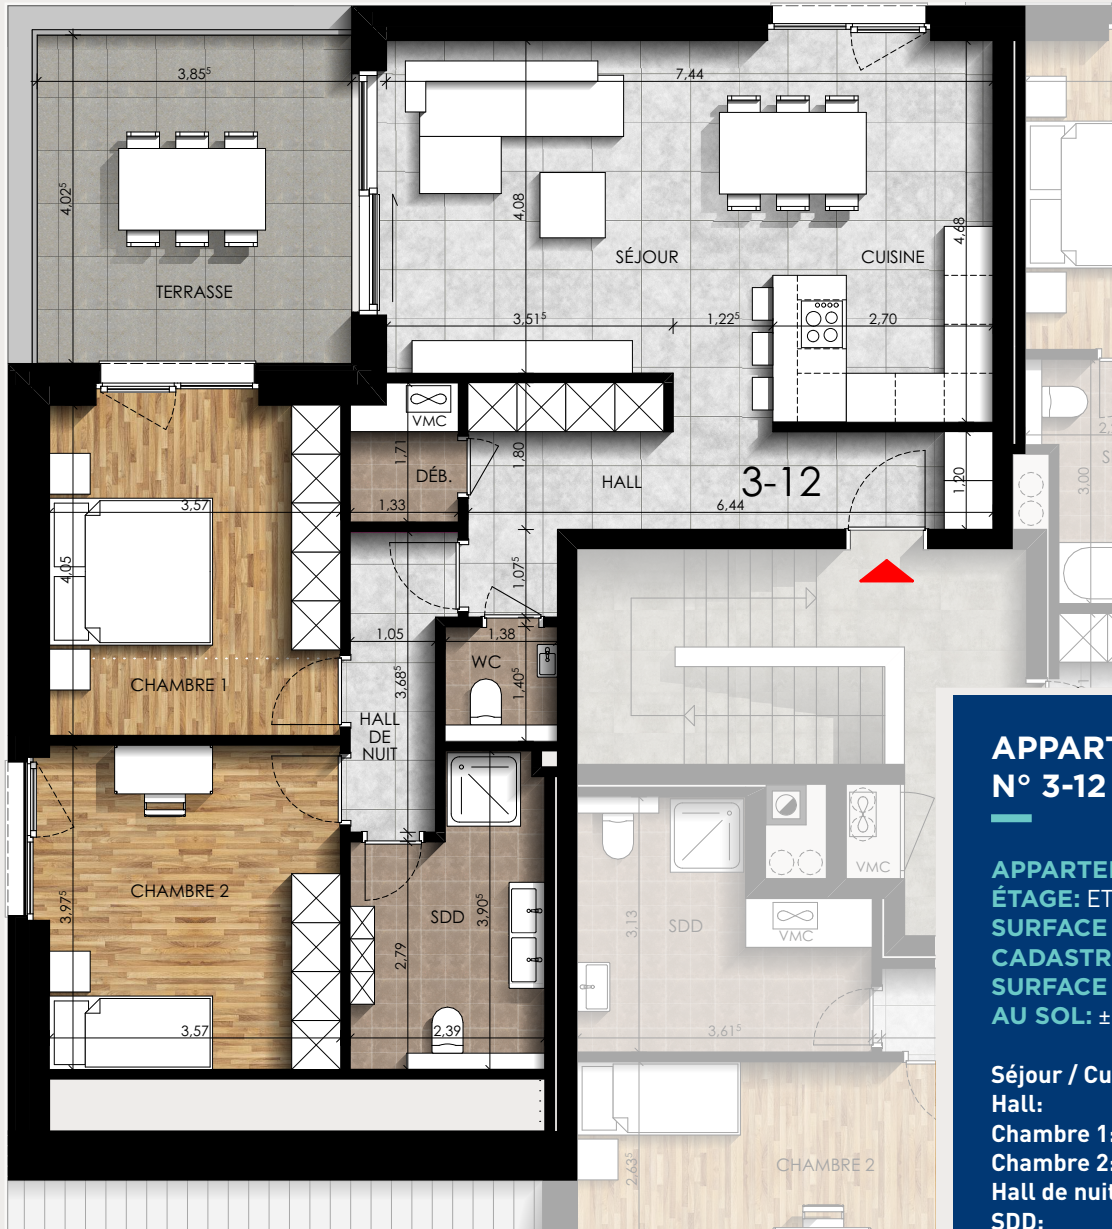 3,85⁵
7,44
4,02⁵
4,08
4,68
SÉJOUR
CUISINE
TERRASSE
3,51⁵
1,22⁵
2,70
VMC
1,71
DÉB.
1,80
HALL
3-12
1,20
3,00
3,57
1,33
6,44
4,05
1,07⁵
1,05
1,38
WC
3,68⁵
1,40⁵
CHAMBRE 1
HALL
DE
NUIT
APPART
N° 3-12
VMC
CHAMBRE 2
3,97⁵
SDD
3,90⁵
2,79
3,13
SDD
VMC
APPARTE
ÉTAGE: ET
SURFACE
CADASTR
SURFACE
AU SOL: ±
3,57
2,39
3,61⁵
Séjour / Cu
Hall:
Chambre 1:
Chambre 2:
Hall de nuit
SDD:
2,63⁵
CHAMBRE 2